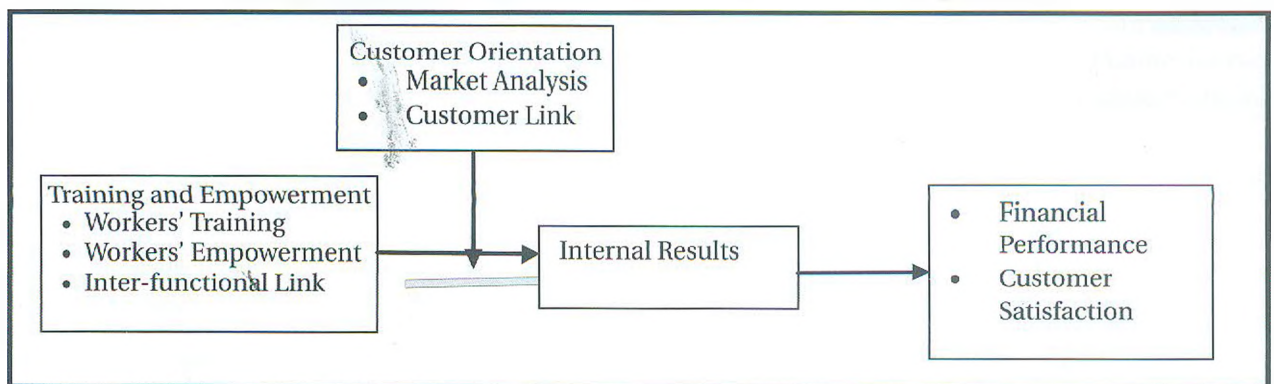 Customer Orientation
• Market Analysis
• Customer Link
Training and Empowerment
• Workers' Training
• Workers' Empowerment
• Inter-functional Link
Internal Results
• Financial
Performance
• Customer
Satisfaction